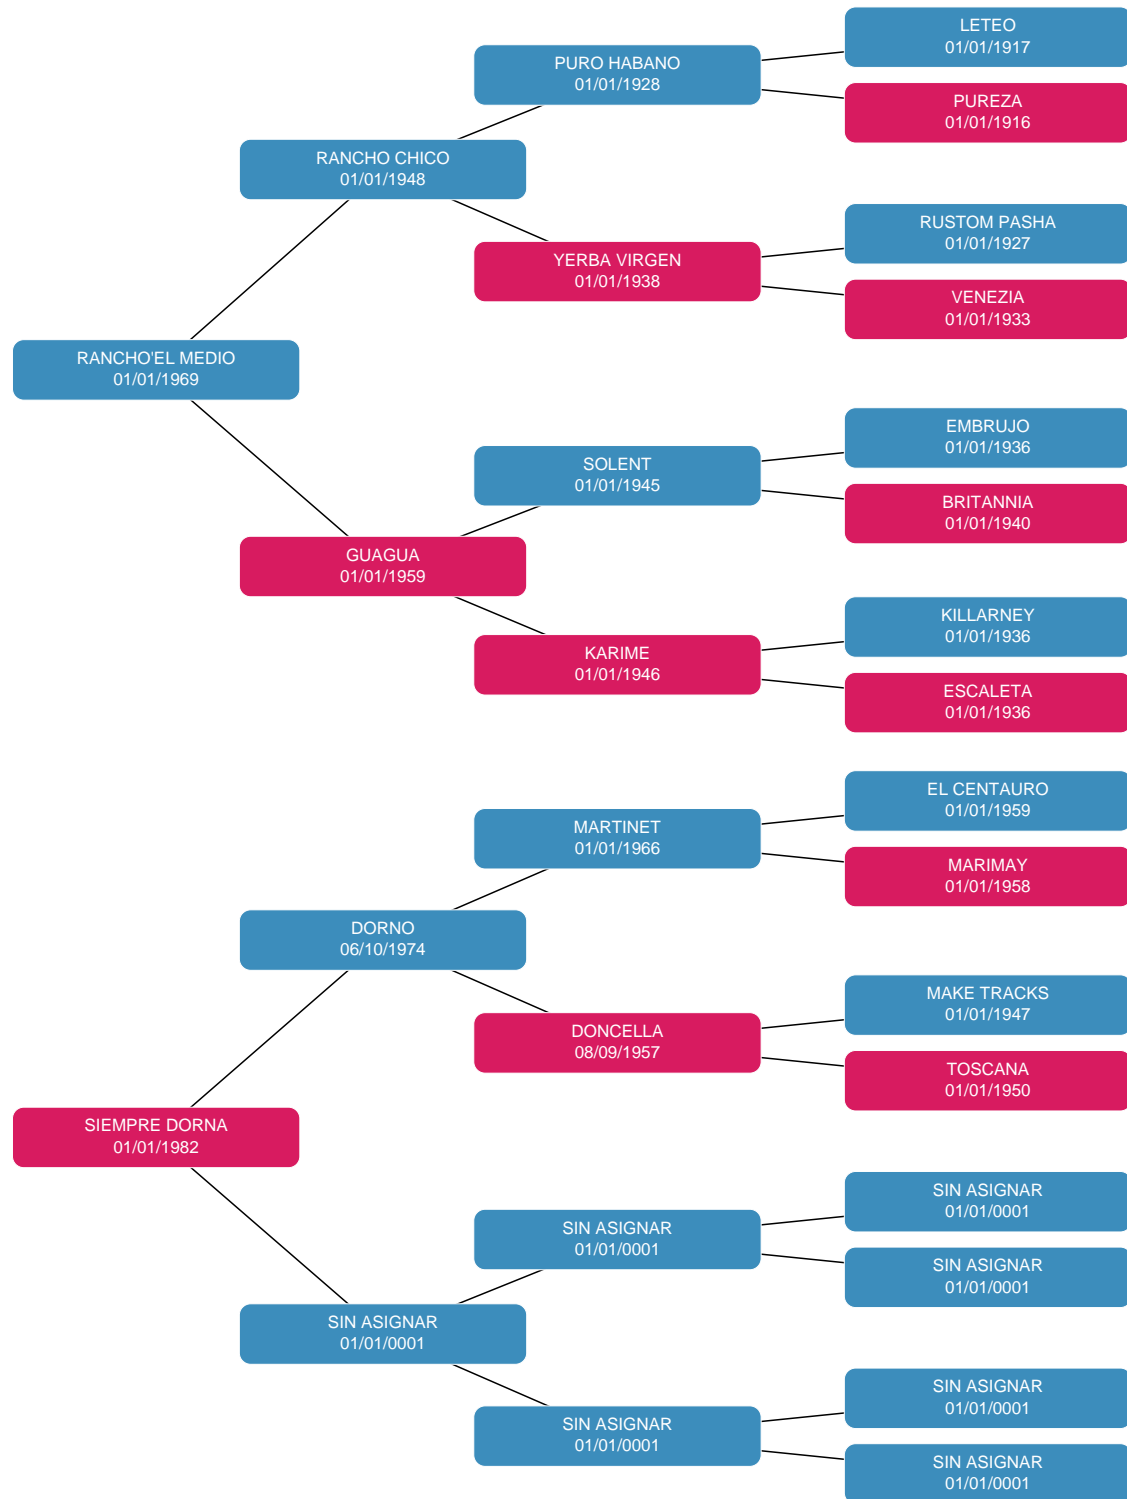 LETEO
01/01/1917
PURO HABANO
01/01/1928
PUREZA
01/01/1916
RANCHO CHICO
01/01/1948
RUSTOM PASHA
01/01/1927
YERBA VIRGEN
01/01/1938
VENEZIA
01/01/1933
RANCHO'EL MEDIO
01/01/1969
EMBRUJO
01/01/1936
SOLENT
01/01/1945
BRITANNIA
01/01/1940
GUAGUA
01/01/1959
KILLARNEY
01/01/1936
KARIME
01/01/1946
ESCALETA
01/01/1936
EL CENTAURO
01/01/1959
MARTINET
01/01/1966
MARIMAY
01/01/1958
DORNO
06/10/1974
MAKE TRACKS
01/01/1947
DONCELLA
08/09/1957
TOSCANA
01/01/1950
SIEMPRE DORNA
01/01/1982
SIN ASIGNAR
01/01/0001
SIN ASIGNAR
01/01/0001
SIN ASIGNAR
01/01/0001
SIN ASIGNAR
01/01/0001
SIN ASIGNAR
01/01/0001
SIN ASIGNAR
01/01/0001
SIN ASIGNAR
01/01/0001